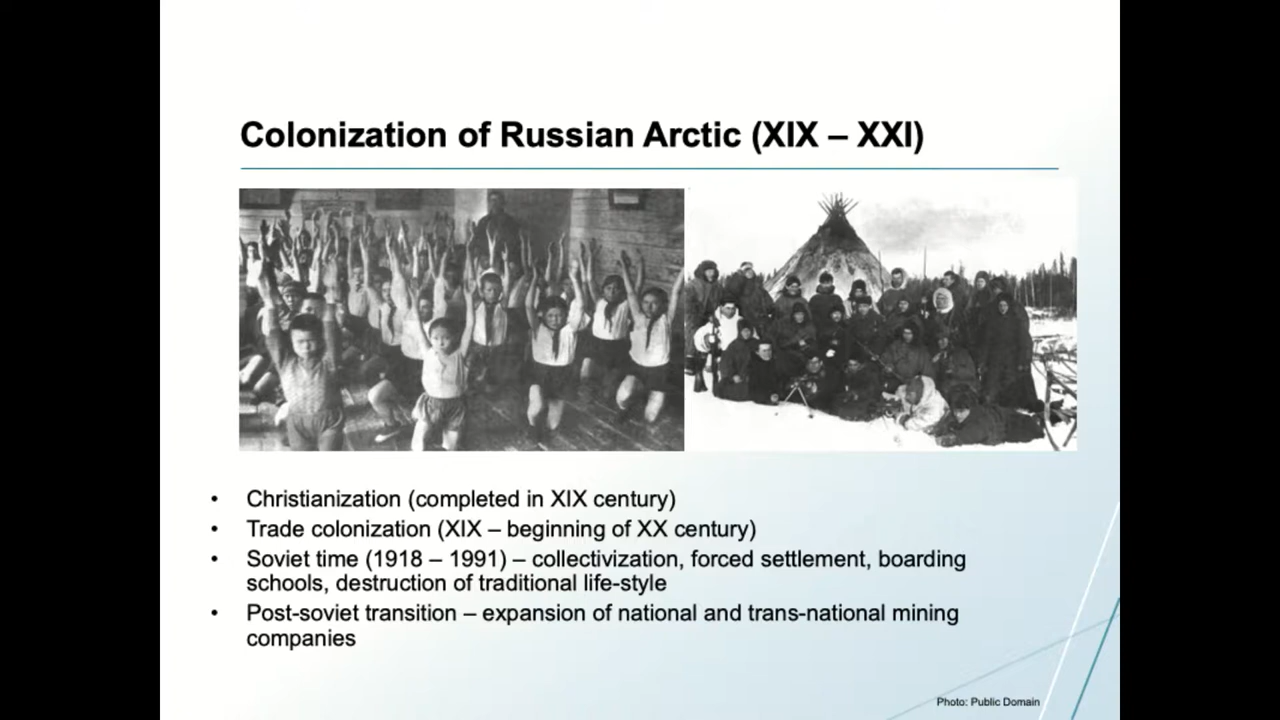 Colonization of Russian Arctic (XIX – XXI)
• Christianization (completed in XIX century)
• Trade colonization (XIX – beginning of XX century)
• Soviet time (1918 – 1991) – collectivization, forced settlement, boarding
schools, destruction of traditional life-style
• Post-soviet transition – expansion of national and trans-national mining
companies
Photo: Public Domain